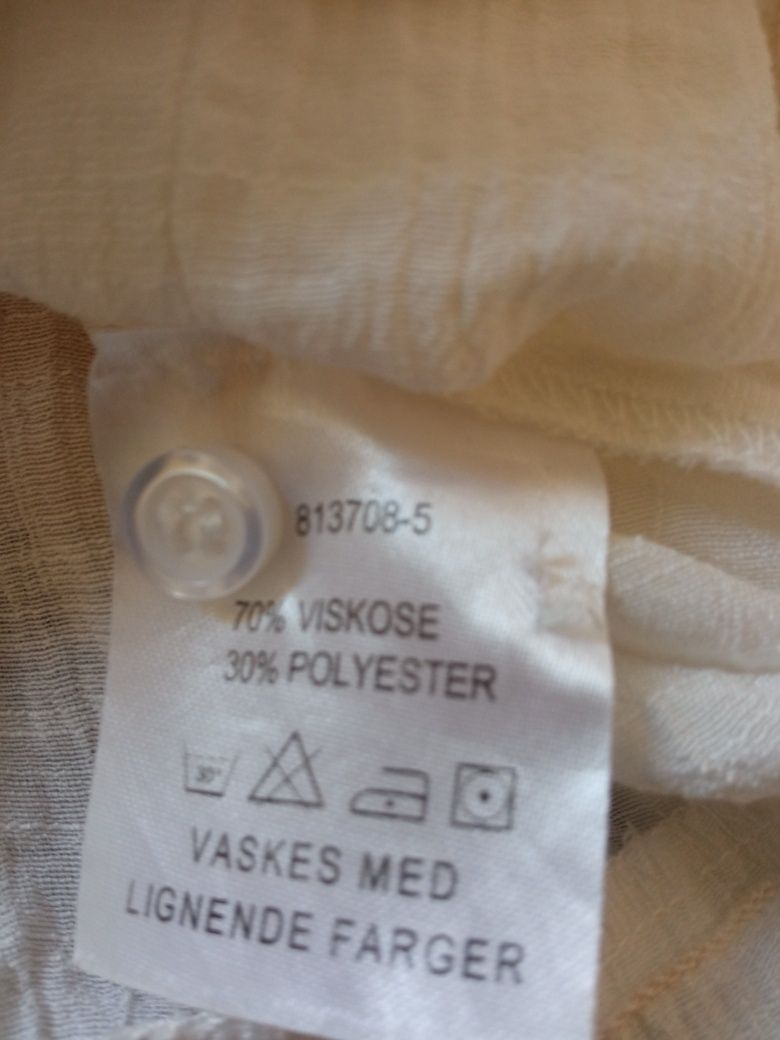 813708-5
70% VISKOSE
30% POLYESTER
30°
VASKES MED
LIGNENDE FARGER